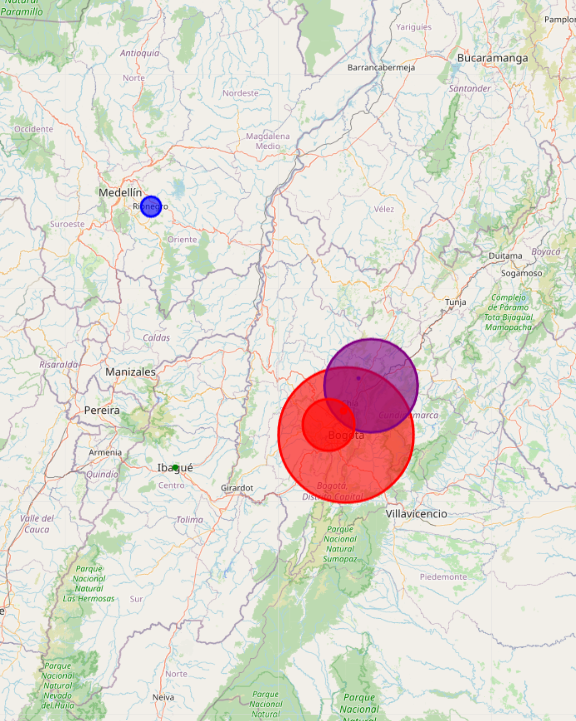 Natural
Paramillo
Antioquia
Norte
Nordeste
Yariguíes
Pamplon
Barrancabermeja
Bucaramanga
Santander
Occidente
Magdalena
Medio
Medellín
Rionegro
Suroeste
Oriente
Vélez
Duitama
Boyacá
Sogamoso
Tunja
Complejo
de Páramo
Tota Bijagual
Mamapacha
Caldas
Risaralda
Manizales
Pereira
Armenia
Quindío
Ibagué
Centro
Girardot
Tolima
Valle del
Cauca
Bogotá
Bogotá,
Distrito Capital
Villavicencio
Parque
Nacional
Natural
Sumapaz
Piedemonte
Parque
Nacional
Natural
Las Hermosas
Sur
Norte
Neiva
Parque
Nacional
Natural
Nevado
del Huila
Parque
Nacional
Natural
Parque
Nacional
Natural